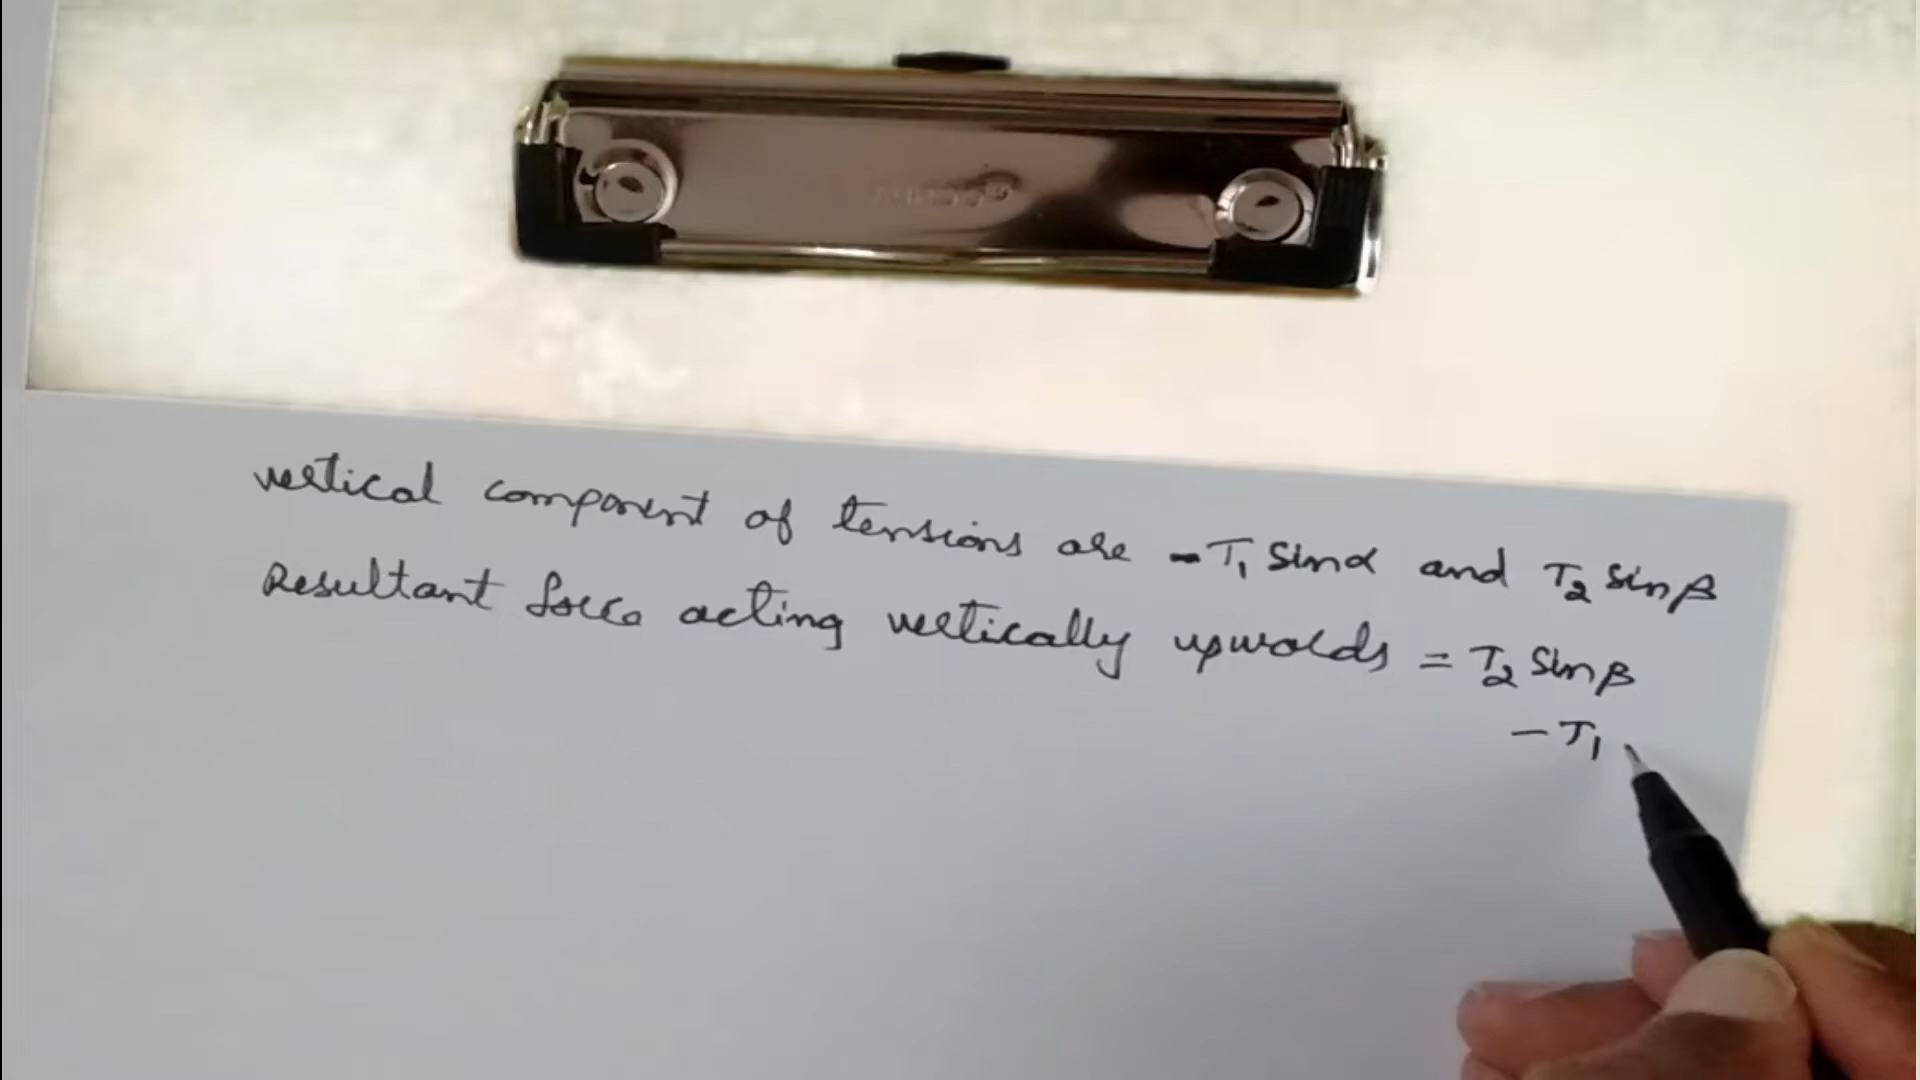 vertical component of tensions are -T₁ sinα and T₂ sinβ
Resultant force acting vertically upwards = T₂ sinβ
- T₁